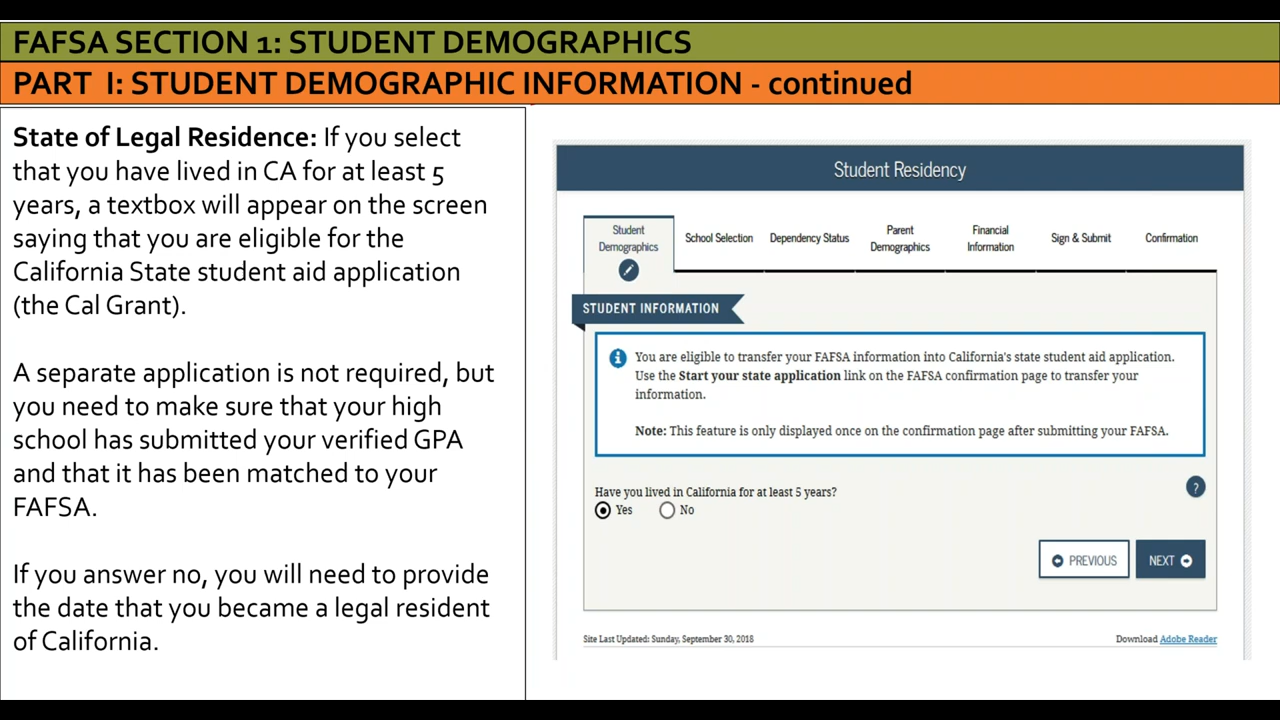 FAFSA SECTION 1: STUDENT DEMOGRAPHICS
PART I: STUDENT DEMOGRAPHIC INFORMATION - continued
State of Legal Residence: If you select
that you have lived in CA for at least 5
years, a textbox will appear on the screen
saying that you are eligible for the
California State student aid application
(the Cal Grant).
A separate application is not required, but
you need to make sure that your high
school has submitted your verified GPA
and that it has been matched to your
FAFSA.
If you answer no, you will need to provide
the date that you became a legal resident
of California.
Student Residency
Student
Demographics
School Selection
Dependency Status
Parent
Demographics
Financial
Information
Sign & Submit
Confirmation
STUDENT INFORMATION
You are eligible to transfer your FAFSA information into California's state student aid application.
Use the Start your state application link on the FAFSA confirmation page to transfer your
information.
Note: This feature is only displayed once on the confirmation page after submitting your FAFSA.
Have you lived in California for at least 5 years?
?
Yes No
PREVIOUS NEXT
Site Last Updated: Sunday, September 30, 2018 Download Adobe Reader